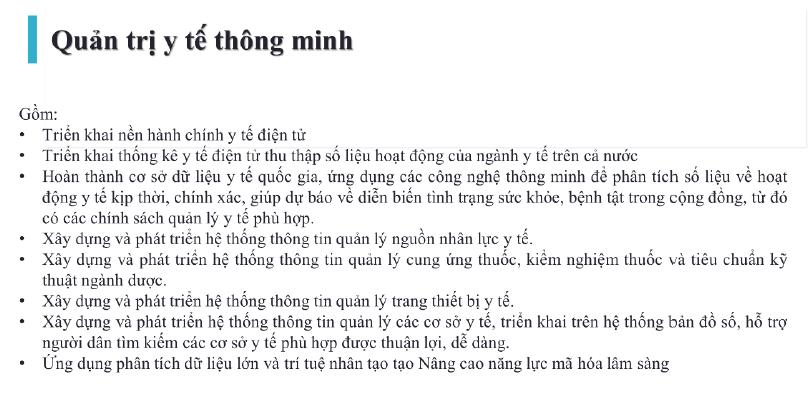 Quản trị y tế thông minh
Gồm:
• Triển khai nền hành chính y tế điện tử
• Triển khai thống kê y tế điện tử thu thập số liệu hoạt động của ngành y tế trên cả nước
• Hoàn thành cơ sở dữ liệu y tế quốc gia, ứng dụng các công nghệ thông minh để phân tích số liệu về hoạt
động y tế kịp thời, chính xác, giúp dự báo về diễn biến tình trạng sức khỏe, bệnh tật trong cộng đồng, từ đó
có các chính sách quản lý y tế phù hợp.
• Xây dựng và phát triển hệ thống thông tin quản lý nguồn nhân lực y tế.
• Xây dựng và phát triển hệ thống thông tin quản lý cung ứng thuốc, kiểm nghiệm thuốc và tiêu chuẩn kỹ
thuật ngành dược.
• Xây dựng và phát triển hệ thống thông tin quản lý trang thiết bị y tế.
• Xây dựng và phát triển hệ thống thông tin quản lý các cơ sở y tế, triển khai trên hệ thống bản đồ số, hỗ trợ
người dân tìm kiếm các cơ sở y tế phù hợp được thuận lợi, dễ dàng.
• Ứng dụng phân tích dữ liệu lớn và trí tuệ nhân tạo tạo Nâng cao năng lực mã hóa lâm sàng